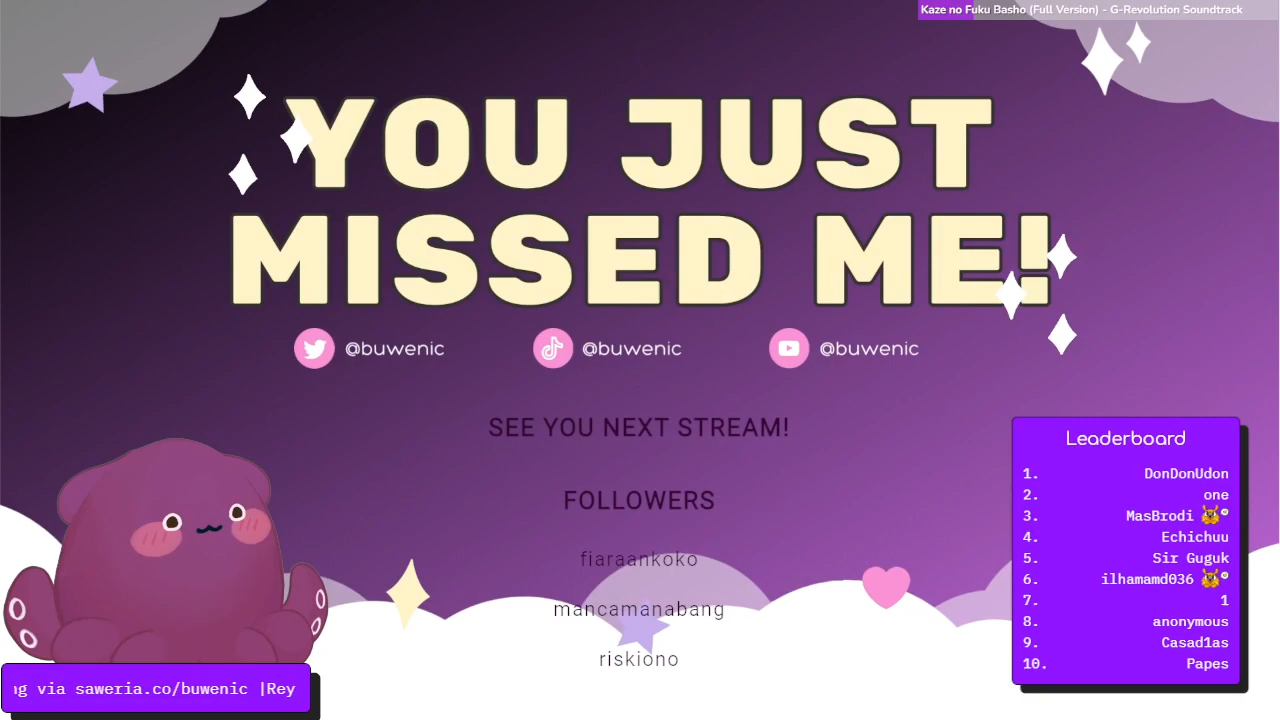 Kaze no Fuku Basho (Full Version) - G-Revolution Soundtrack
YOU JUST
MISSED ME!
@buwenic
@buwenic
@buwenic
SEE YOU NEXT STREAM!
FOLLOWERS
fiaraankoko
mancamanabang
riskiono
Leaderboard
1. DonDonUdon
2. one
3. MasBrodi
4. Echichuu
5. Sir Guguk
6. ilhamamd036
7. 1
8. anonymous
9. Casad1as
10. Papes
via saweria.co/buwenic |Rey